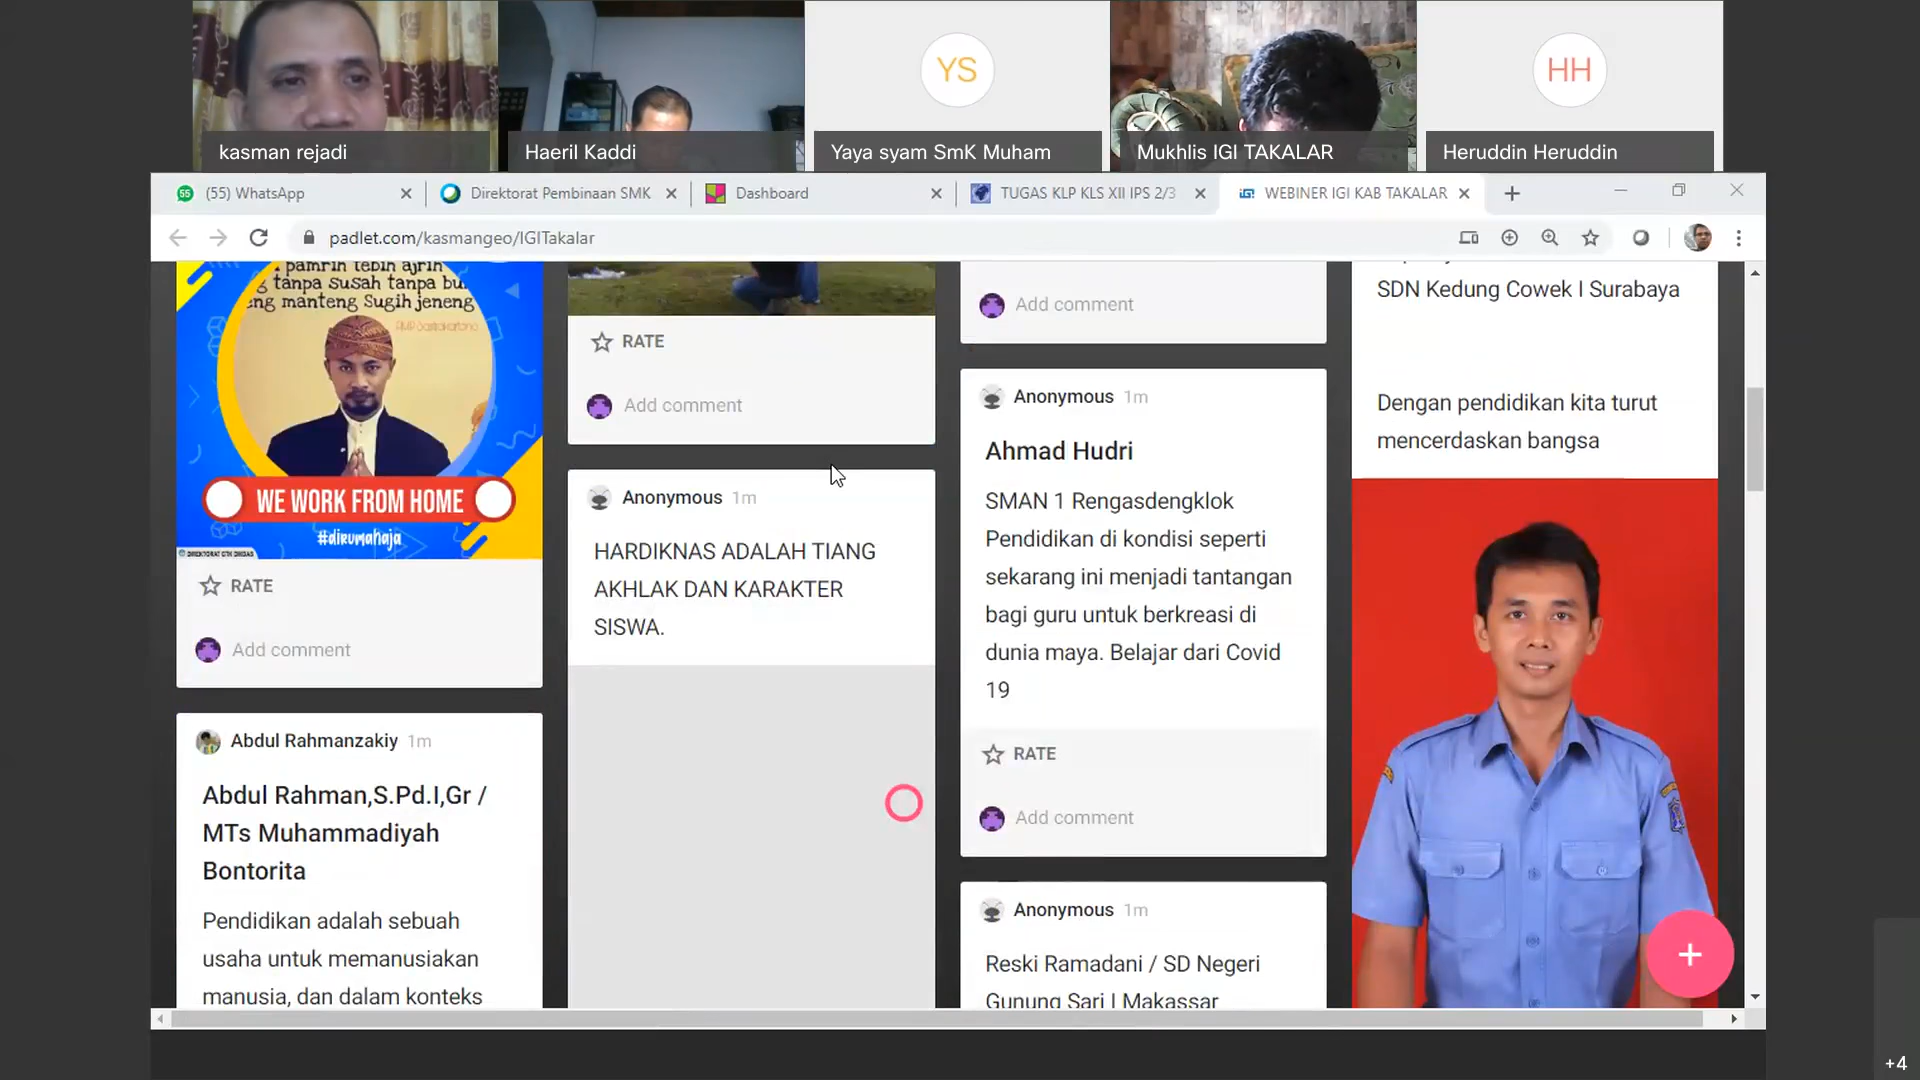 YS
HH
kasman rejadi
Haeril Kaddi
Yaya syam SmK Muham
Mukhlis IGI TAKALAR
Heruddin Heruddin
(55) WhatsApp
Direktorat Pembinaan SMK
Dashboard
TUGAS KLP KLS XII IPS 2/3
WEBINER IGI KAB TAKALAR
padlet.com/kasmangeo/IGITakalar
pamrih tebih ajrih
tanpa susah tanpa bu
eng manteng Sugih jeneng
WE WORK FROM HOME
#dirumahaja
RATE
Add comment
Abdul Rahmanzakiy 1m
Abdul Rahman,S.Pd.I,Gr /
MTs Muhammadiyah
Bontorita
Pendidikan adalah sebuah
usaha untuk memanusiakan
manusia, dan dalam konteks
RATE
Add comment
Anonymous 1m
HARDIKNAS ADALAH TIANG
AKHLAK DAN KARAKTER
SISWA.
Add comment
Anonymous 1m
Ahmad Hudri
SMAN 1 Rengasdengklok
Pendidikan di kondisi seperti
sekarang ini menjadi tantangan
bagi guru untuk berkreasi di
dunia maya. Belajar dari Covid
19
RATE
Add comment
Anonymous 1m
Reski Ramadani / SD Negeri
Gunung Sari I Makassar
SDN Kedung Cowek I Surabaya
Dengan pendidikan kita turut
mencerdaskan bangsa
+4